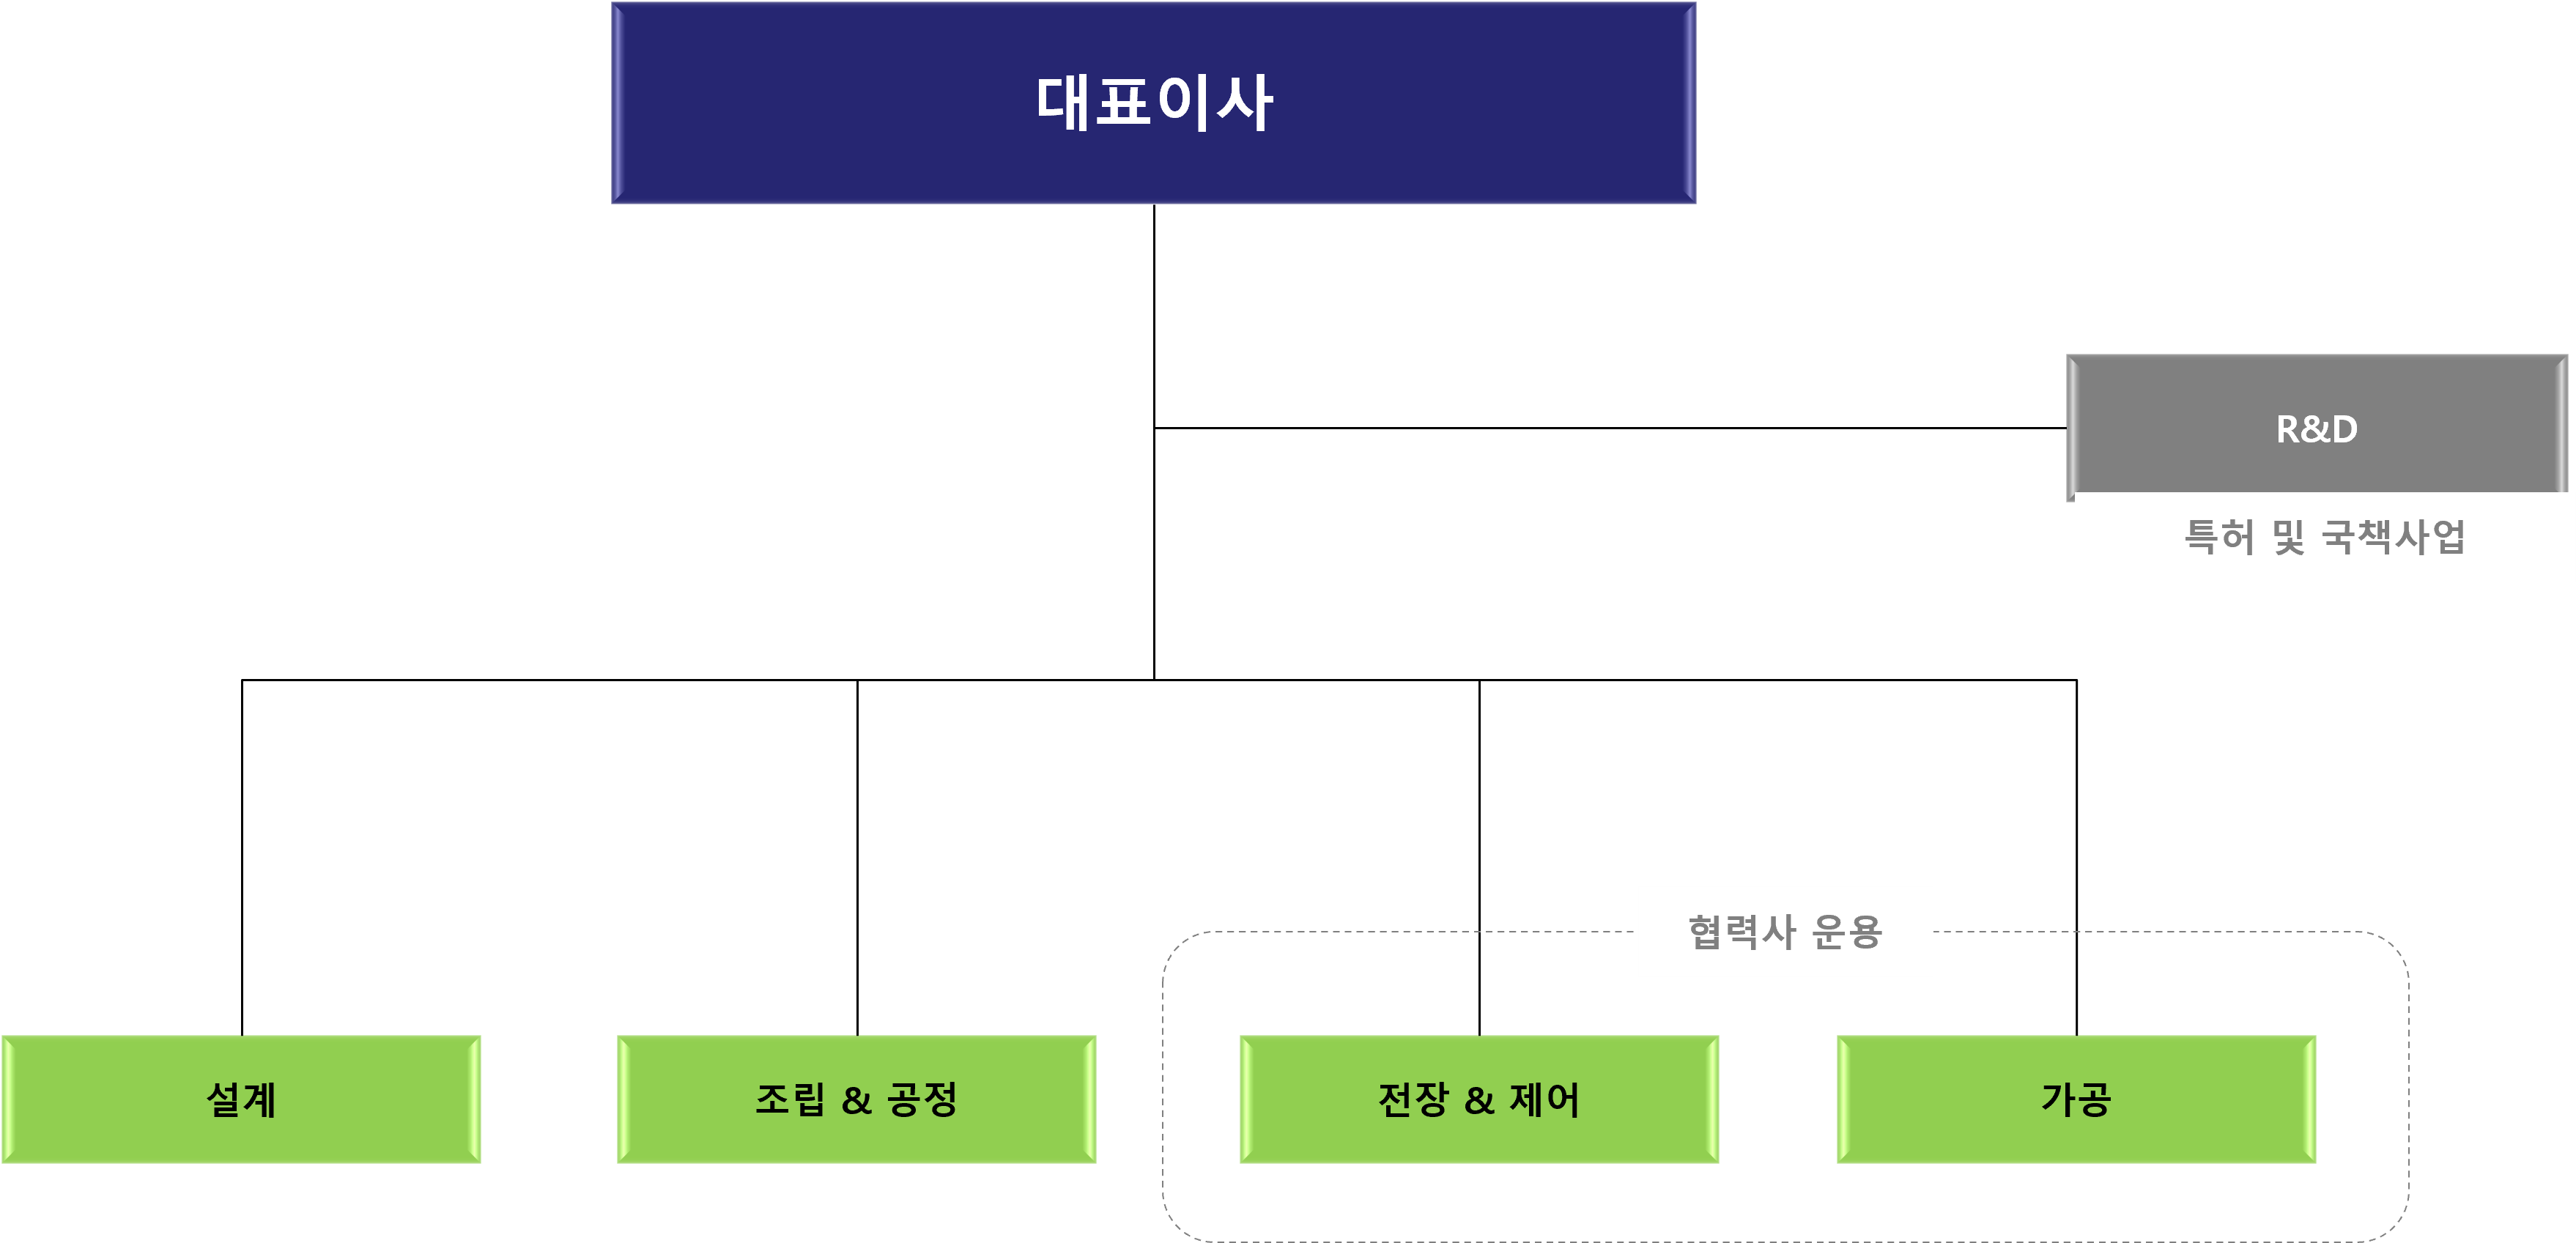 대표이사
R&D
특허 및 국책사업
협력사 운용
설계
조립 & 공정
전장 & 제어
가공